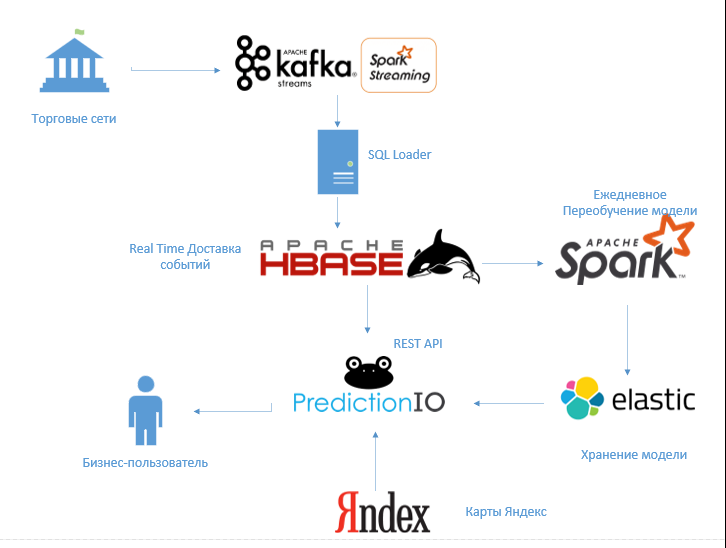 APACHE
kafka®
streams
Spark
Streaming
Торговые сети
SQL Loader
Ежедневное
Переобучение модели
Real Time Доставка
событий
APACHE
HBASE
APACHE
Spark™
REST API
PredictionIO
elastic
Бизнес-пользователь
Хранение модели
Яndex
Карты Яндекс